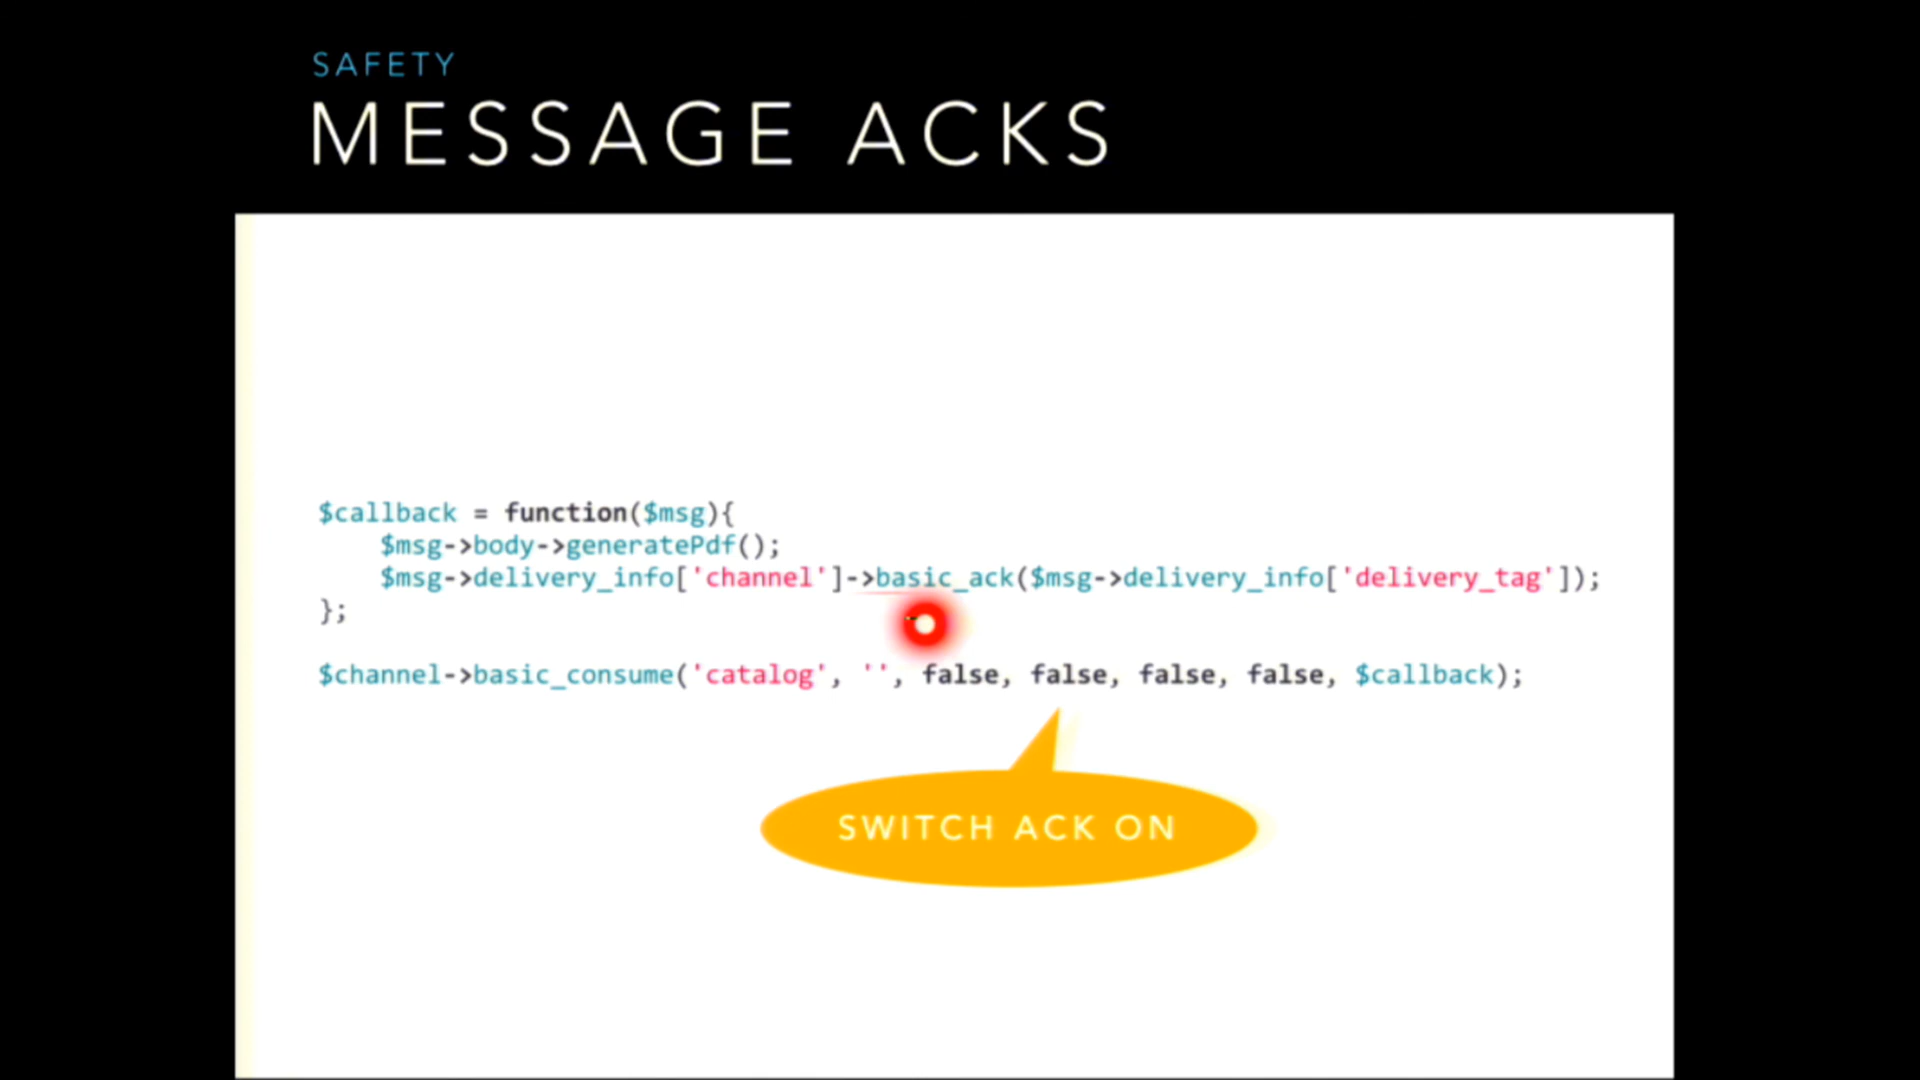 SAFETY
MESSAGE ACKS
$callback = function($msg){
    $msg->body->generatePdf();
    $msg->delivery_info['channel']->basic_ack($msg->delivery_info['delivery_tag']);
};
$channel->basic_consume('catalog', '', false, false, false, false, $callback);
SWITCH ACK ON